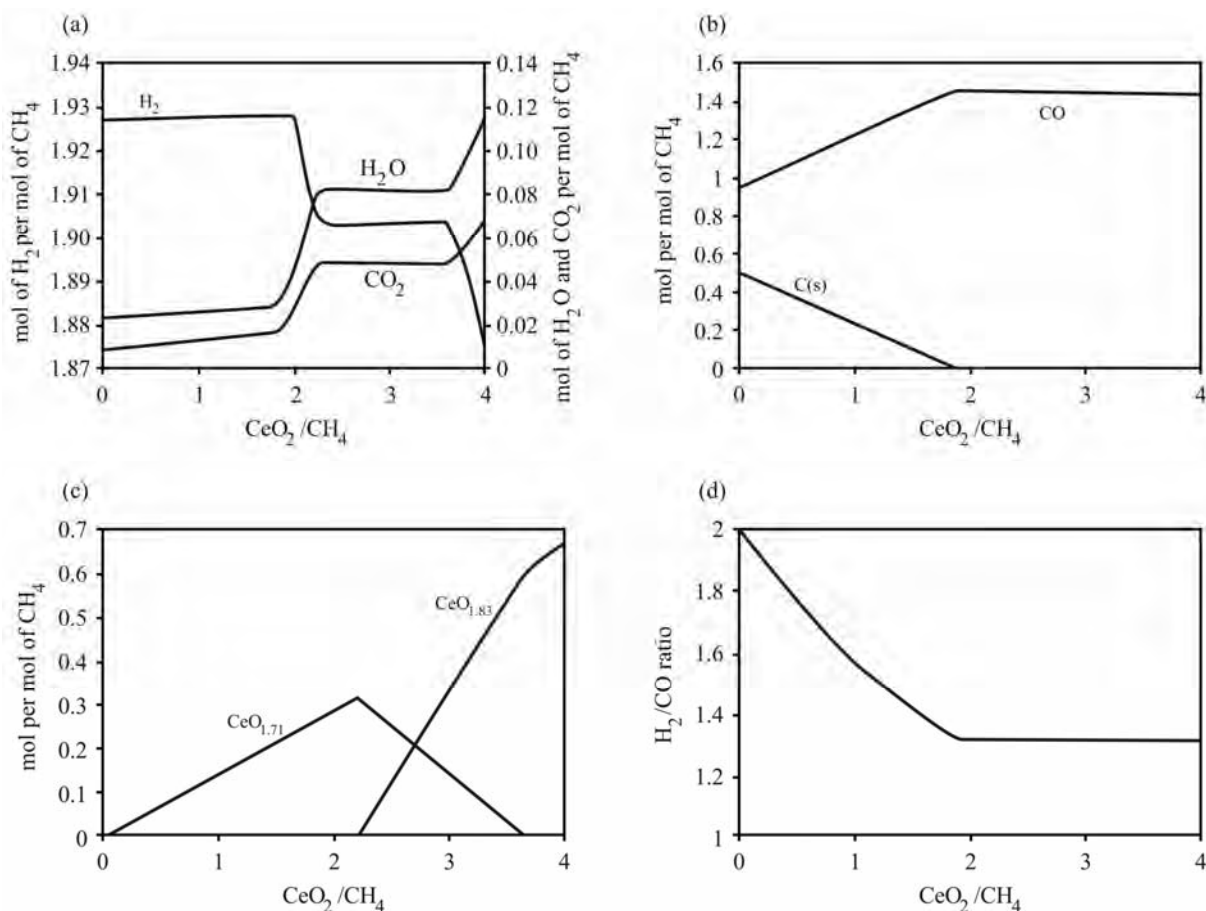 (a)
mol of H2 per mol of CH4
1.94
1.93
1.92
1.91
1.90
1.89
1.88
1.87
H2
H2O
CO2
0.14
0.12
0.100
0.080
0.060
0.04
0.02
0
mol of H2O and CO2 per mol of CH4
0 1 2 3 4
CeO2/CH4
(b)
mol per mol of CH4
1.6
1.4
1.2
1
0.8
0.6
0.4
0.2
0
CO
C(s)
0 1 2 3 4
CeO2/CH4
(c)
mol per mol of CH4
0.7
0.6
0.5
0.4
0.3
0.2
0.1
0
CeO1.71
CeO1.83
0 1 2 3 4
CeO2/CH4
(d)
H2/CO ratio
2
1.8
1.6
1.4
1.2
1
0 1 2 3 4
CeO2/CH4